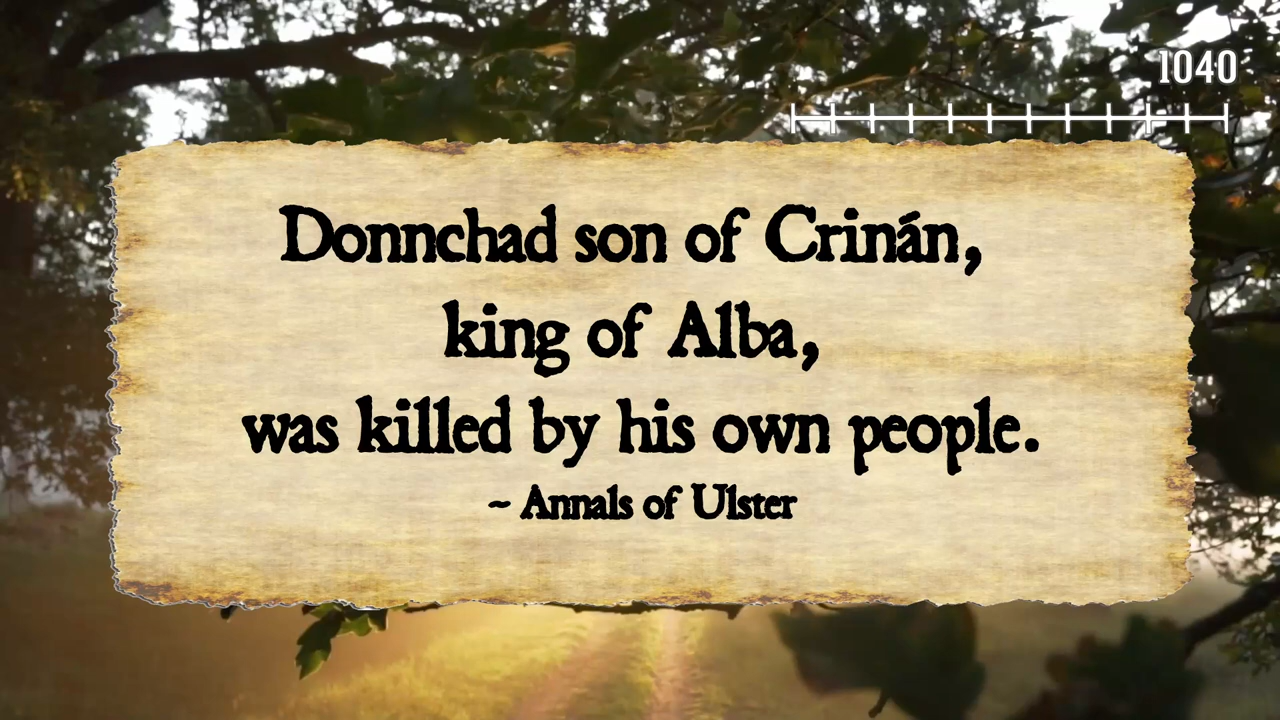 1040
Donnchad son of Crinán,
king of Alba,
was killed by his own people.
~ Annals of Ulster